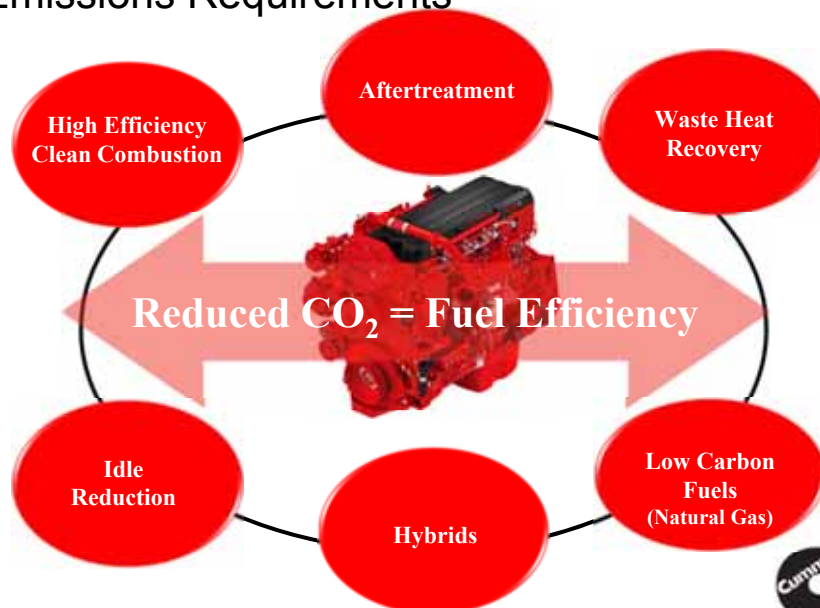 Emissions Requirements
Aftertreatment
High Efficiency
Clean Combustion
Waste Heat
Recovery
Reduced CO₂ = Fuel Efficiency
Idle
Reduction
Low Carbon
Fuels
(Natural Gas)
Hybrids